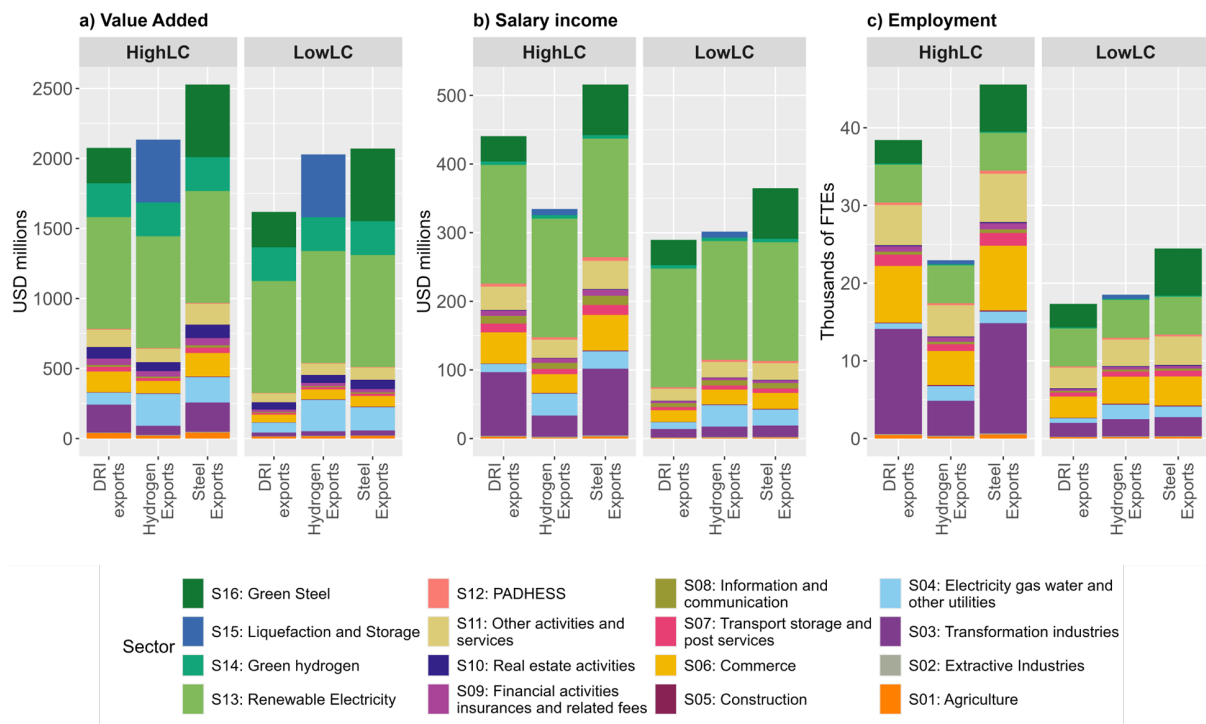 a) Value Added
HighLC
LowLC
USD millions
2500
2000
1500
1000
500
0
DRI
exports
Hydrogen
Exports
Steel
Exports
DRI
exports
Hydrogen
Exports
Steel
Exports
b) Salary income
HighLC
LowLC
USD millions
500
400
300
200
100
0
DRI
exports
Hydrogen
Exports
Steel
Exports
DRI
exports
Hydrogen
Exports
Steel
Exports
c) Employment
HighLC
LowLC
Thousands of FTEs
40
30
20
10
0
DRI
exports
Hydrogen
Exports
Steel
Exports
DRI
exports
Hydrogen
Exports
Steel
Exports
Sector
S16: Green Steel
S15: Liquefaction and Storage
S14: Green hydrogen
S13: Renewable Electricity
S12: PADHESS
S11: Other activities and
services
S10: Real estate activities
S09: Financial activities
insurances and related fees
S08: Information and
communication
S07: Transport storage and
post services
S06: Commerce
S05: Construction
S04: Electricity gas water and
other utilities
S03: Transformation industries
S02: Extractive Industries
S01: Agriculture